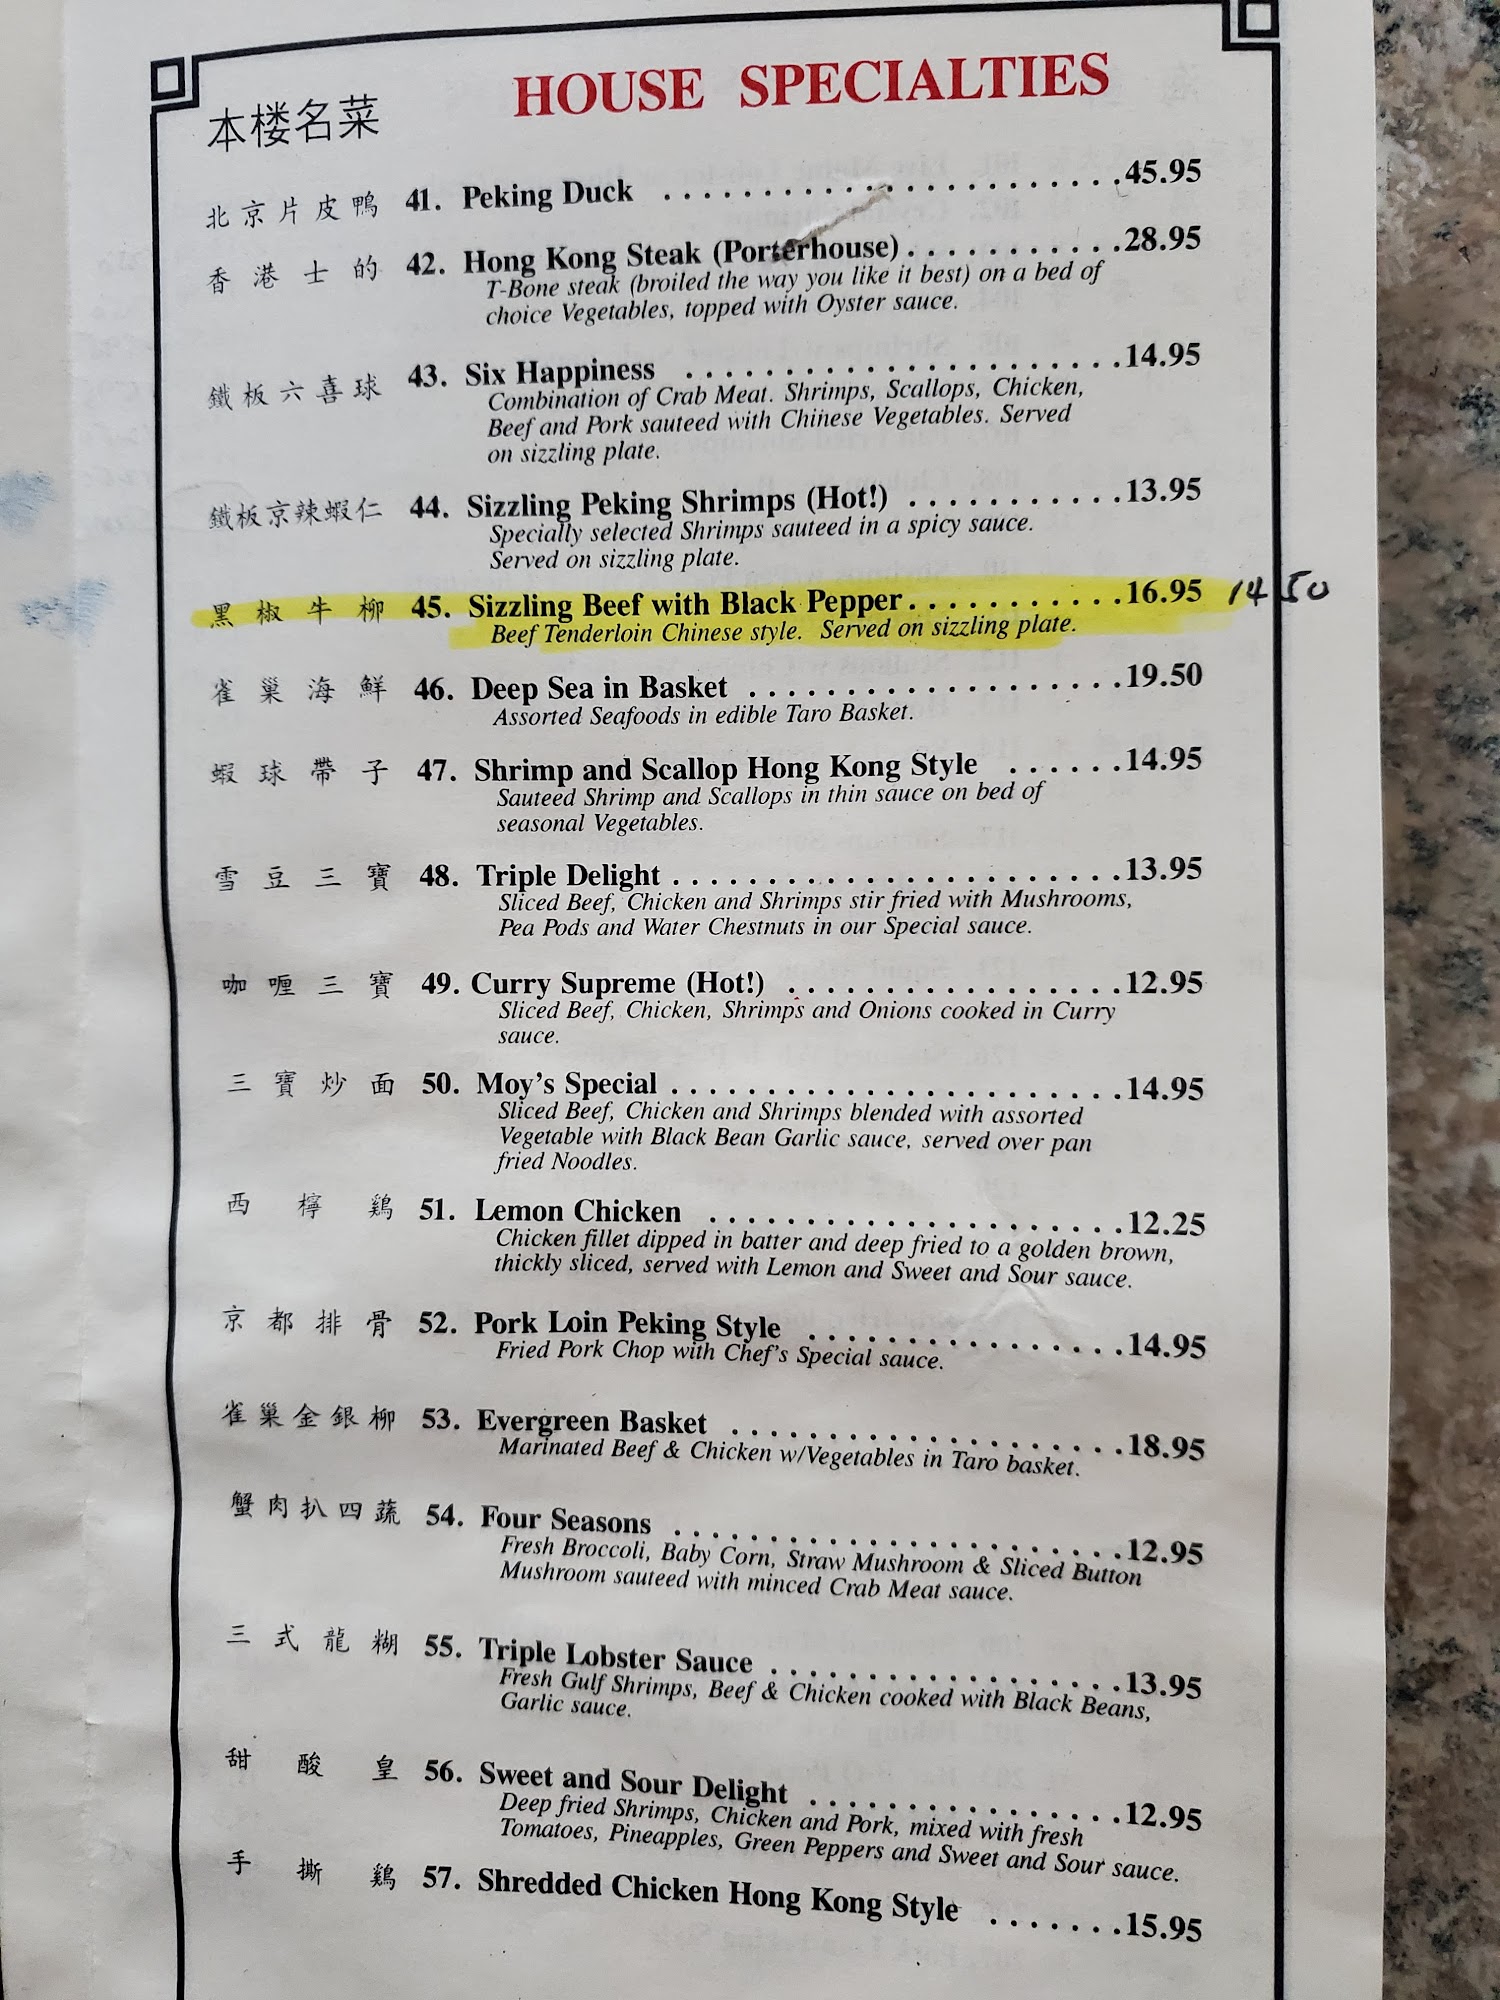 HOUSE SPECIALTIES
本楼名菜
北京片皮鴨 41. Peking Duck . . . . . . . . . . . . . . . . . . . . . . . . 45.95
香港士的 42. Hong Kong Steak (Porterhouse) . . . . . . . . . . . 28.95
T-Bone steak (broiled the way you like it best) on a bed of
choice Vegetables, topped with Oyster sauce.
鐵板六喜球 43. Six Happiness . . . . . . . . . . . . . . . . . . . . . . . 14.95
Combination of Crab Meat. Shrimps, Scallops, Chicken,
Beef and Pork sauteed with Chinese Vegetables. Served
on sizzling plate.
鐵板京辣蝦仁 44. Sizzling Peking Shrimps (Hot!) . . . . . . . . . . . 13.95
Specially selected Shrimps sauteed in a spicy sauce.
Served on sizzling plate.
黑椒牛柳 45. Sizzling Beef with Black Pepper . . . . . . . . . . . 16.95 14 50
Beef Tenderloin Chinese style. Served on sizzling plate.
雀巢海鮮 46. Deep Sea in Basket . . . . . . . . . . . . . . . . . . . . 19.50
Assorted Seafoods in edible Taro Basket.
蝦球帶子 47. Shrimp and Scallop Hong Kong Style . . . . . . 14.95
Sauteed Shrimp and Scallops in thin sauce on bed of
seasonal Vegetables.
雪豆三寶 48. Triple Delight . . . . . . . . . . . . . . . . . . . . . . . . 13.95
Sliced Beef, Chicken and Shrimps stir fried with Mushrooms,
Pea Pods and Water Chestnuts in our Special sauce.
咖喱三寶 49. Curry Supreme (Hot!) . . . . . . . . . . . . . . . . . . 12.95
Sliced Beef, Chicken, Shrimps and Onions cooked in Curry
sauce.
三寶炒面 50. Moy's Special . . . . . . . . . . . . . . . . . . . . . . . . 14.95
Sliced Beef, Chicken and Shrimps blended with assorted
Vegetable with Black Bean Garlic sauce, served over pan
fried Noodles.
西檸鷄 51. Lemon Chicken . . . . . . . . . . . . . . . . . . . . . . 12.25
Chicken fillet dipped in batter and deep fried to a golden brown,
thickly sliced, served with Lemon and Sweet and Sour sauce.
京都排骨 52. Pork Loin Peking Style . . . . . . . . . . . . . . . . . 14.95
Fried Pork Chop with Chef's Special sauce.
雀巢金銀柳 53. Evergreen Basket . . . . . . . . . . . . . . . . . . . . . 18.95
Marinated Beef & Chicken w/Vegetables in Taro basket.
蟹肉扒四蔬 54. Four Seasons . . . . . . . . . . . . . . . . . . . . . . . . 12.95
Fresh Broccoli, Baby Corn, Straw Mushroom & Sliced Button
Mushroom sauteed with minced Crab Meat sauce.
三式龍糊 55. Triple Lobster Sauce . . . . . . . . . . . . . . . . . . . 13.95
Fresh Gulf Shrimps, Beef & Chicken cooked with Black Beans,
Garlic sauce.
甜酸皇 56. Sweet and Sour Delight . . . . . . . . . . . . . . . . . 12.95
Deep fried Shrimps, Chicken and Pork, mixed with fresh
Tomatoes, Pineapples, Green Peppers and Sweet and Sour sauce.
手撕鷄 57. Shredded Chicken Hong Kong Style . . . . . . . 15.95